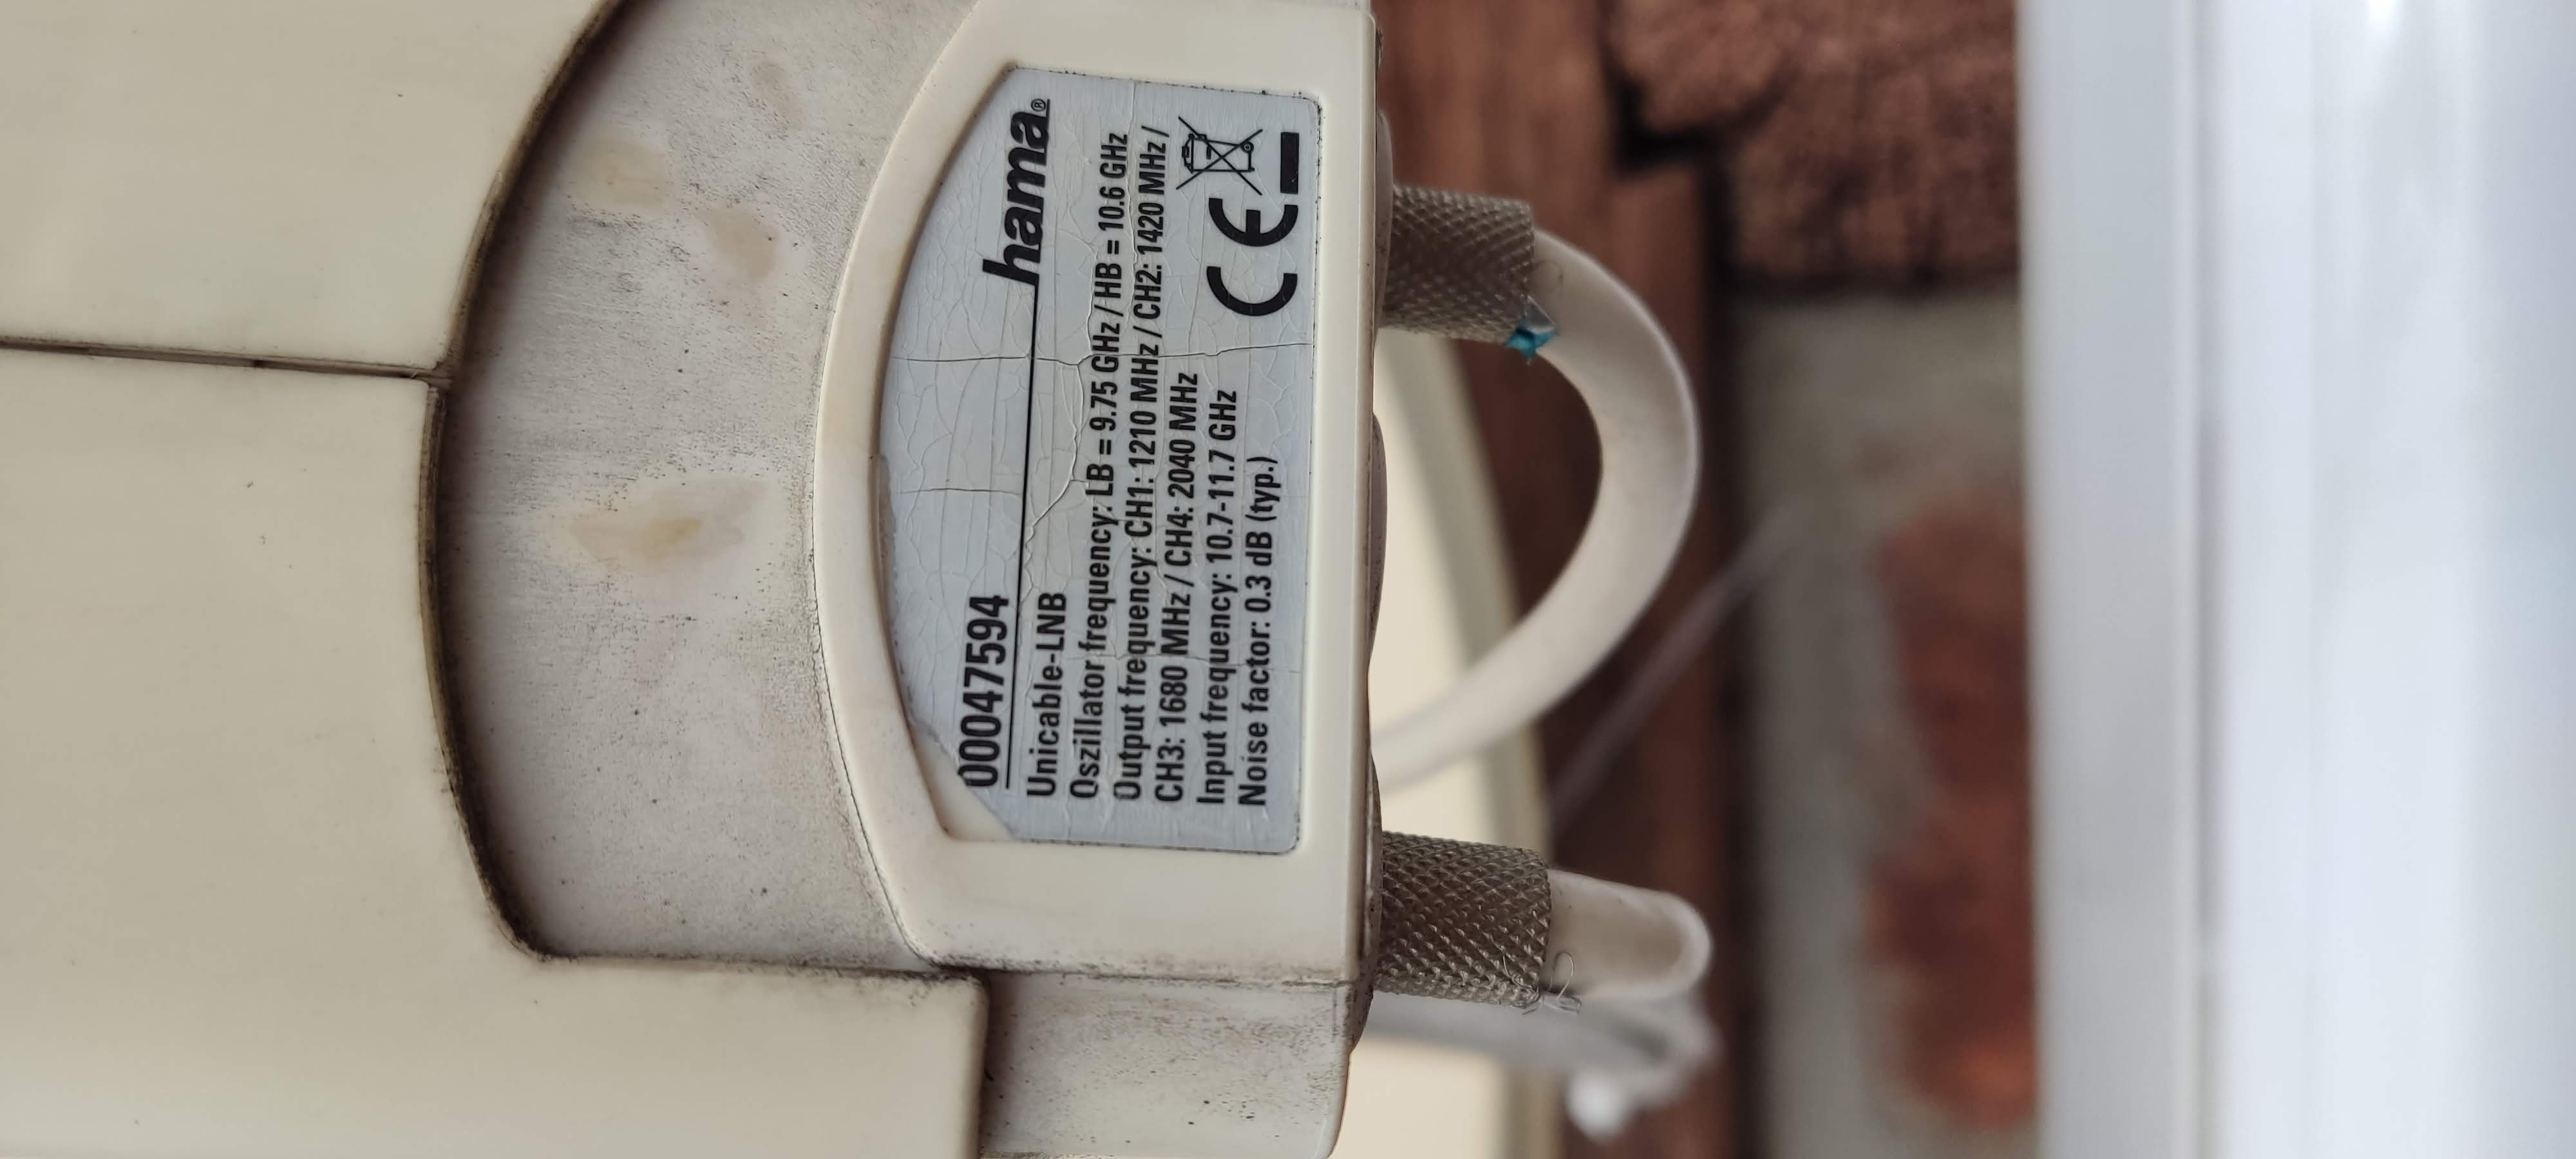 00047594
hama®
Unicable-LNB
Oszillator frequency: LB = 9.75 GHz / HB = 10.6 GHz
Output frequency: CH1: 1210 MHz / CH2: 1420 MHz /
CH3: 1680 MHz / CH4: 2040 MHz
Input frequency: 10.7-11.7 GHz
Noise factor: 0.3 dB (typ.)
CE